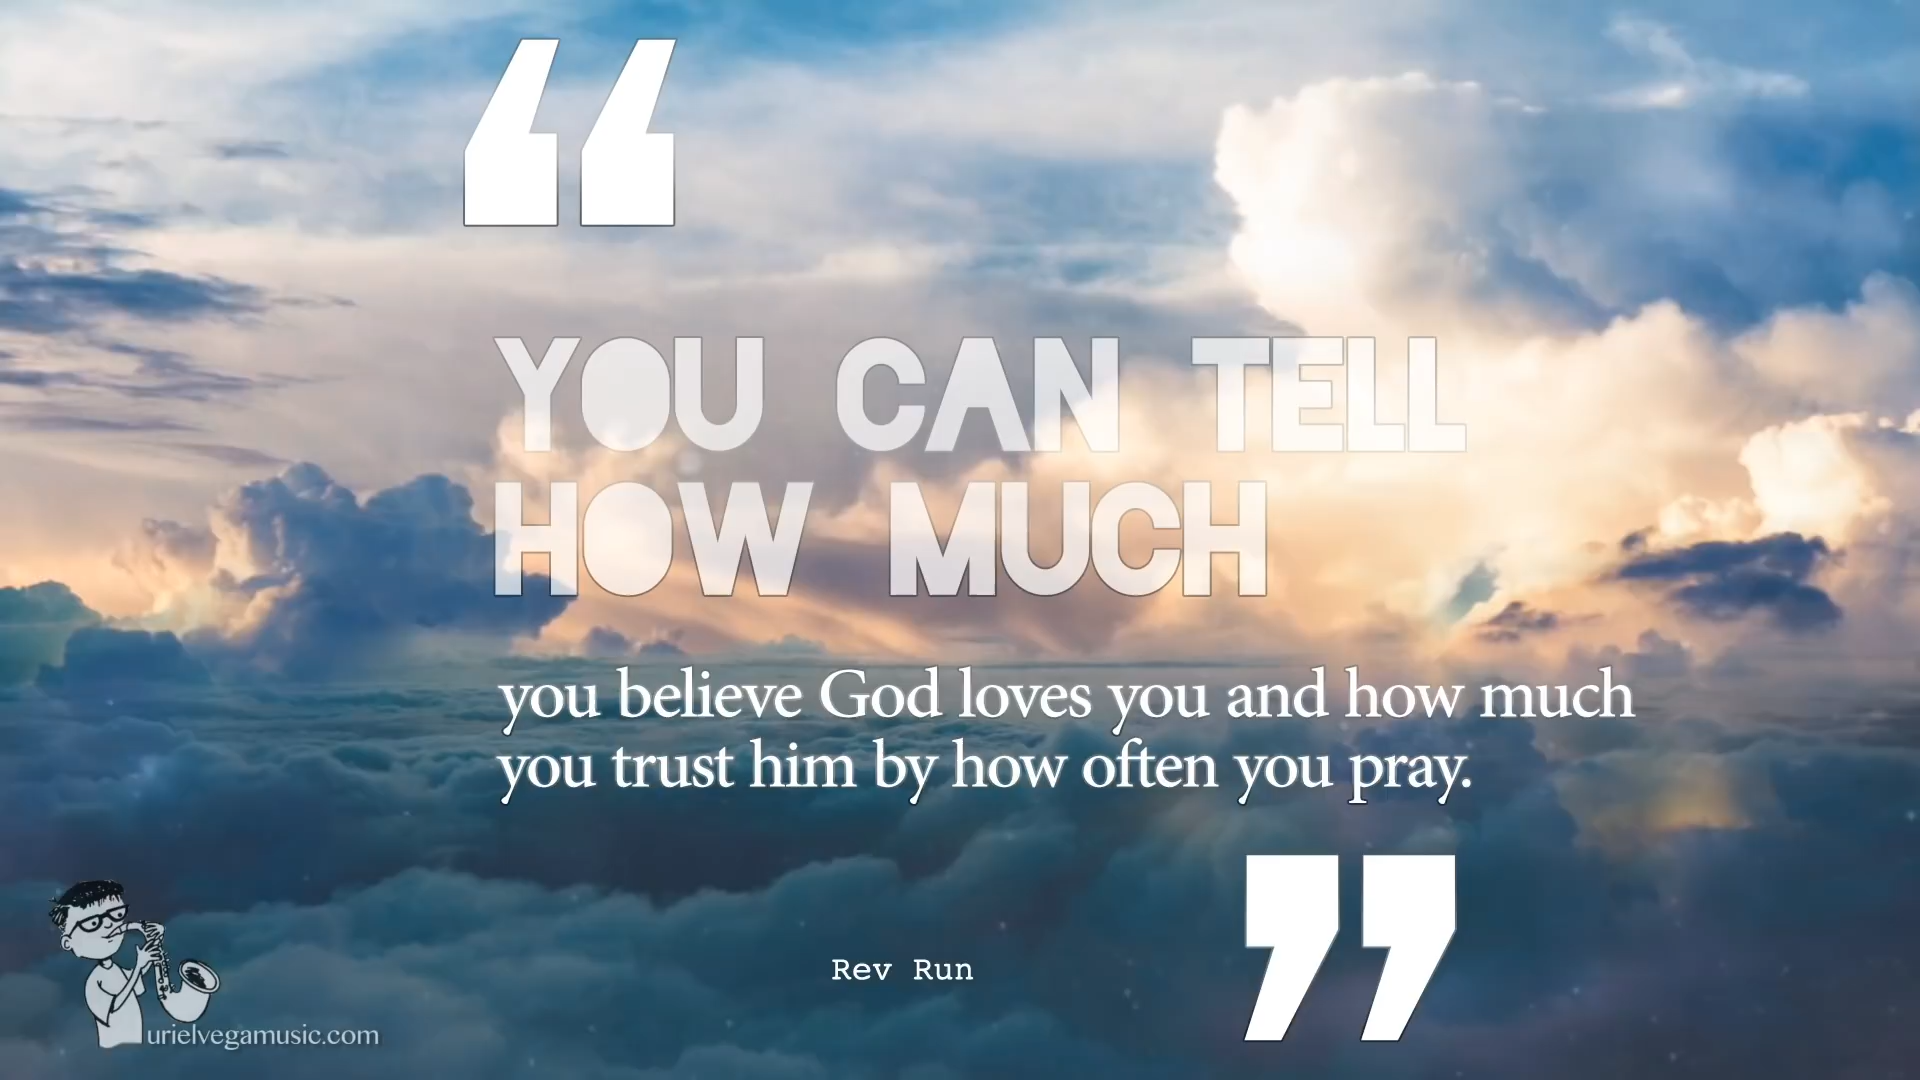 “
YOU CAN TELL
HOW MUCH
you believe God loves you and how much
you trust him by how often you pray.
”
Rev Run
urielvegamusic.com